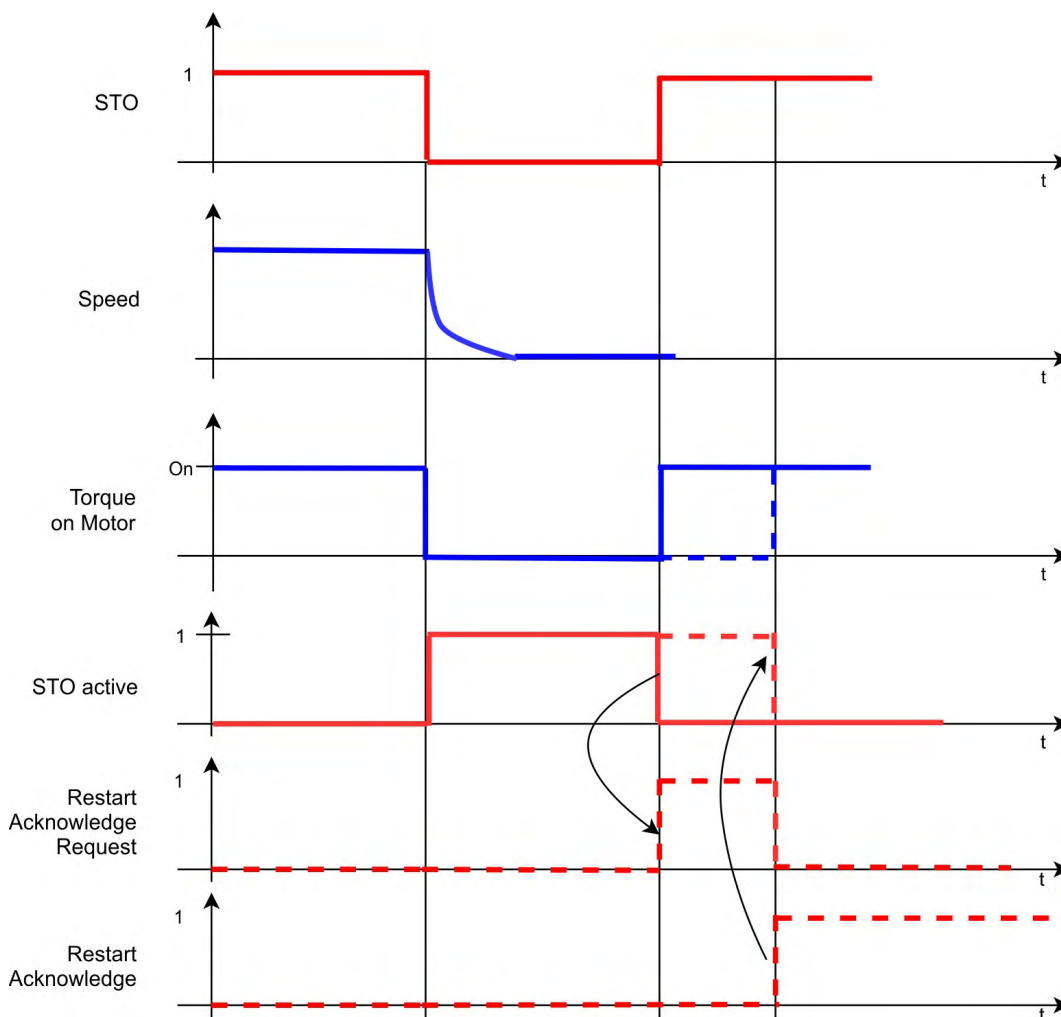 1
STO
t
Speed
t
On
Torque
on Motor
t
1
STO active
t
1
Restart
Acknowledge
Request
t
1
Restart
Acknowledge
t